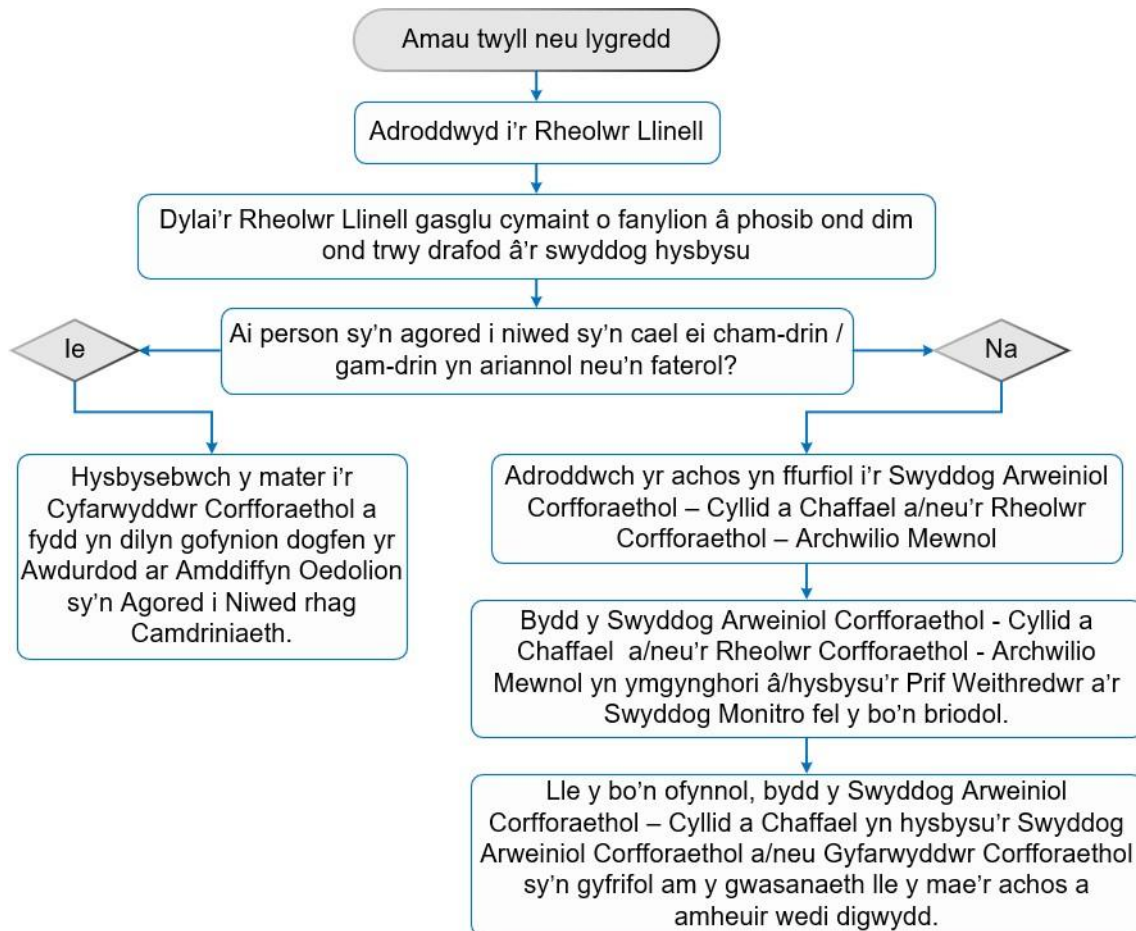 Amau twyll neu lygredd
Adroddwyd i'r Rheolwr Llinell
Dylai'r Rheolwr Llinell gasglu cymaint o fanylion â phosib ond dim
ond trwy drafod â'r swyddog hysbysu
Ai person sy'n agored i niwed sy'n cael ei cham-drin /
gam-drin yn ariannol neu'n faterol?
Ie
Na
Hysbysebwch y mater i'r
Cyfarwyddwr Corfforaethol a
fydd yn dilyn gofynion dogfen yr
Awdurdod ar Amddiffyn Oedolion
sy'n Agored i Niwed rhag
Camdriniaeth.
Adroddwch yr achos yn ffurfiol i'r Swyddog Arweiniol
Corfforaethol – Cyllid a Chaffael a/neu'r Rheolwr
Corfforaethol – Archwilio Mewnol
Bydd y Swyddog Arweiniol Corfforaethol - Cyllid a
Chaffael a/neu'r Rheolwr Corfforaethol - Archwilio
Mewnol yn ymgynghori â/hysbysu'r Prif Weithredwr a'r
Swyddog Monitro fel y bo'n briodol.
Lle y bo'n ofynnol, bydd y Swyddog Arweiniol
Corfforaethol – Cyllid a Chaffael yn hysbysu'r Swyddog
Arweiniol Corfforaethol a/neu Gyfarwyddwr Corfforaethol
sy'n gyfrifol am y gwasanaeth lle y mae'r achos a
amheuir wedi digwydd.